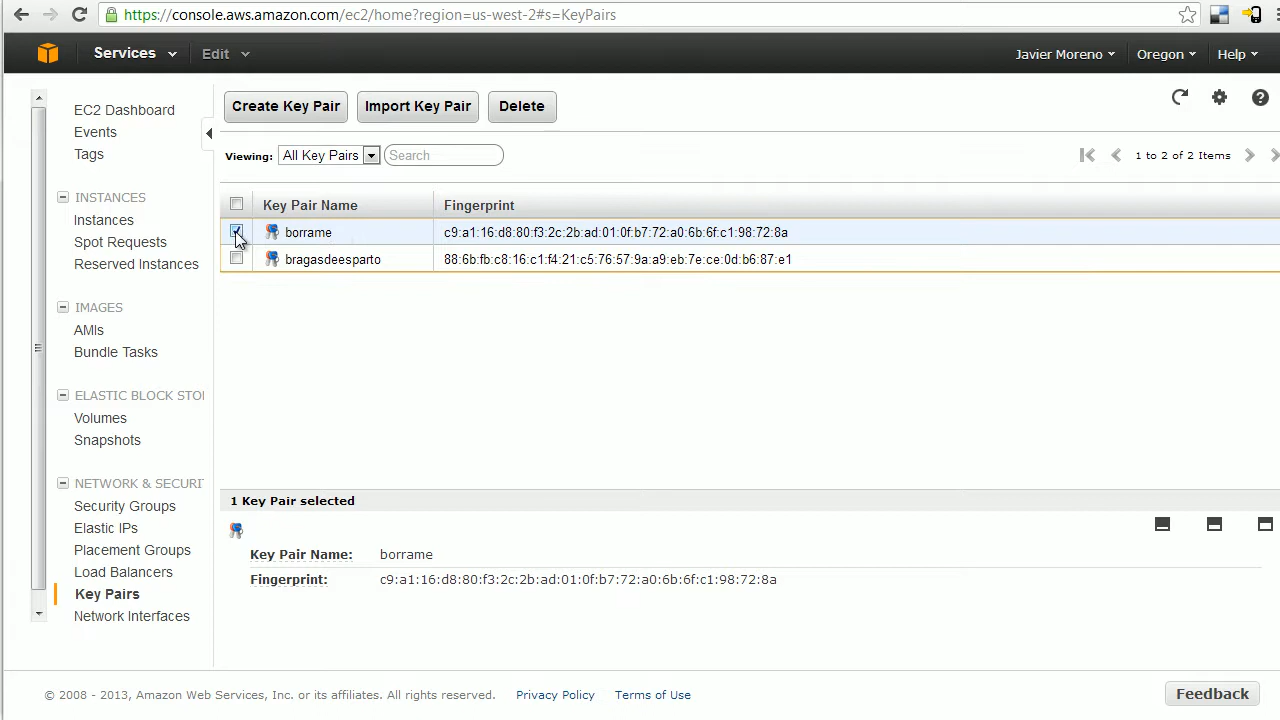 https://console.aws.amazon.com/ec2/home?region=us-west-2#s=KeyPairs
Services Edit Javier Moreno Oregon Help
EC2 Dashboard
Events
Tags
INSTANCES
Instances
Spot Requests
Reserved Instances
IMAGES
AMIs
Bundle Tasks
ELASTIC BLOCK STO
Volumes
Snapshots
NETWORK & SECURI
Security Groups
Elastic IPs
Placement Groups
Load Balancers
Key Pairs
Network Interfaces
Create Key Pair Import Key Pair Delete
Viewing: All Key Pairs Search 1 to 2 of 2 Items
Key Pair Name Fingerprint
borrame c9:a1:16:d8:80:f3:2c:2b:ad:01:0f:b7:72:a0:6b:6f:c1:98:72:8a
bragasdeesparto 88:6b:fb:c8:16:c1:f4:21:c5:76:57:9a:a9:eb:7e:ce:0d:b6:87:e1
1 Key Pair selected
Key Pair Name: borrame
Fingerprint: c9:a1:16:d8:80:f3:2c:2b:ad:01:0f:b7:72:a0:6b:6f:c1:98:72:8a
© 2008 - 2013, Amazon Web Services, Inc. or its affiliates. All rights reserved. Privacy Policy Terms of Use Feedback